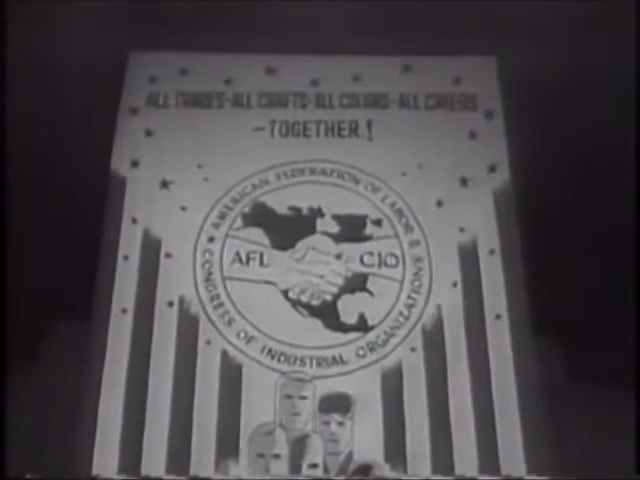 ALL TRADES-ALL CRAFTS-ALL COLORS-ALL CREEDS
-TOGETHER!
AMERICAN FEDERATION OF LABOR &
AFL CIO
CONGRESS OF INDUSTRIAL ORGANIZATIONS